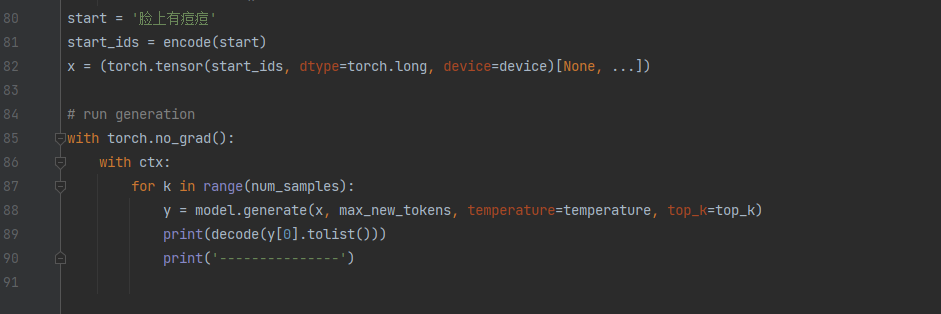 80 start = '脸上有痘痘'
81 start_ids = encode(start)
82 x = (torch.tensor(start_ids, dtype=torch.long, device=device)[None, ...])
83
84 # run generation
85 with torch.no_grad():
86 with ctx:
87 for k in range(num_samples):
88 y = model.generate(x, max_new_tokens, temperature=temperature, top_k=top_k)
89 print(decode(y[0].tolist()))
90 print('---------------')
91